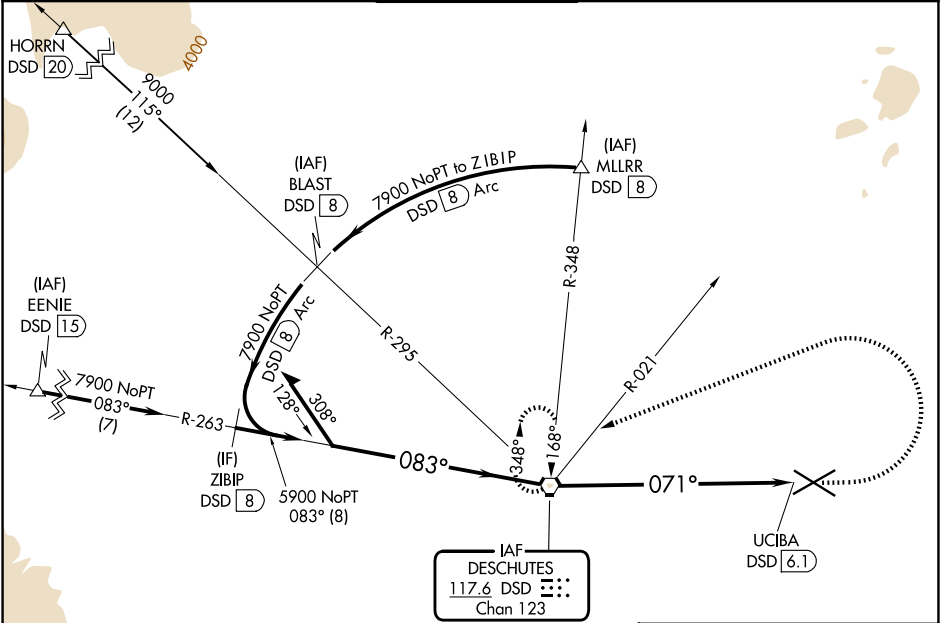 HORRN
DSD 20
4000
9000
115°
(12)
(IAF)
BLAST
DSD 8
7900 NoPT to ZIBIP
DSD 8 Arc
(IAF)
MLLRR
DSD 8
R-348
(IAF)
EENIE
DSD 15
7900 NoPT
083°
(7)
R-263
7900 NoPT
DSD 8 Arc
R-295
R-021
128°
308°
(IF)
ZIBIP
DSD 8
5900 NoPT
083° (8)
083°
348°
168°
071°
UCIBA
DSD 6.1
IAF
DESCHUTES
117.6 DSD
Chan 123